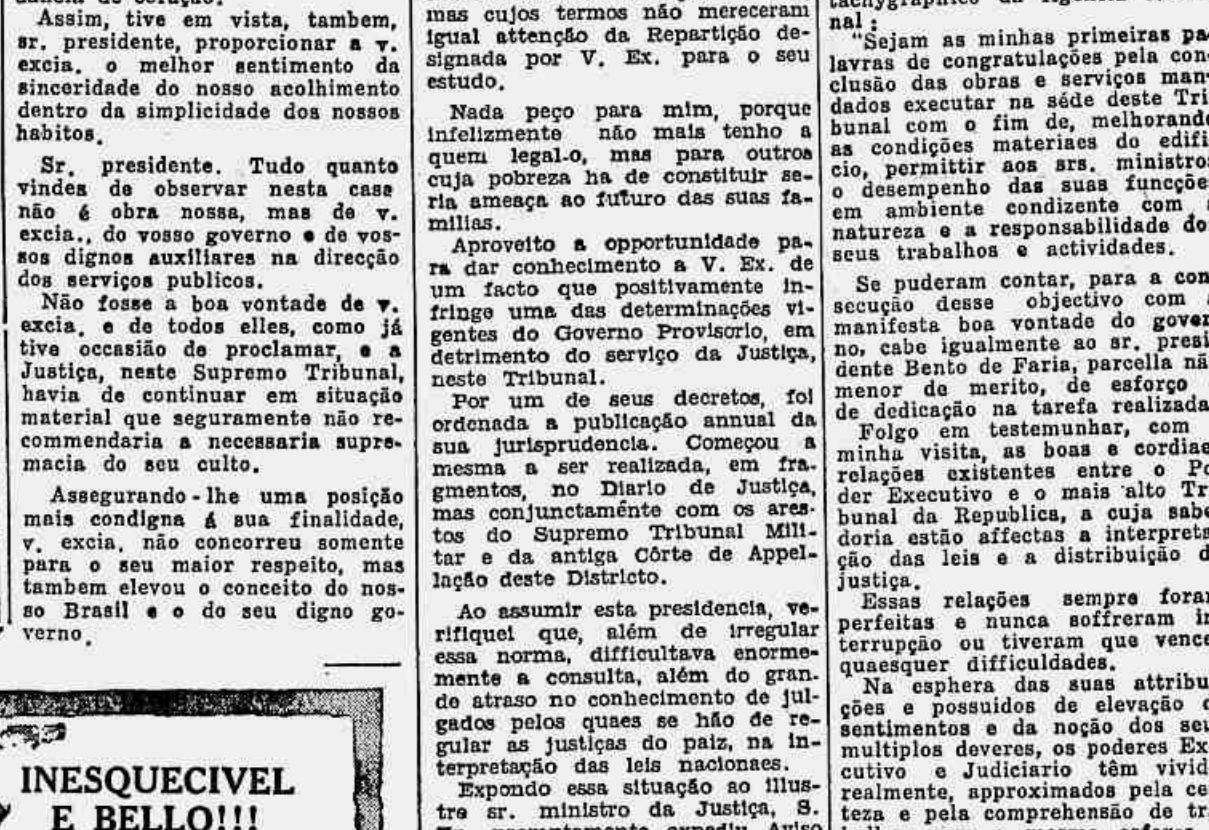 Assim, tive em vista, tambem,
sr. presidente, proporcionar a v.
excia. o melhor sentimento da
sinceridade do nosso acolhimento
dentro da simplicidade dos nossos
habitos.
Sr. presidente. Tudo quanto
vindes de observar nesta casa
não é obra nossa, mas de v.
excia., do vosso governo e de vos-
sos dignos auxiliares na direcção
dos serviços publicos.
Não fosse a boa vontade de v.
excia. e de todos elles, como já
tive occasião de proclamar, e a
Justiça, neste Supremo Tribunal,
havia de continuar em situação
material que seguramente não re-
commendaria a necessaria supre-
macia do seu culto.
Assegurando-lhe uma posição
mais condigna á sua finalidade,
v. excia. não concorreu somente
para o seu maior respeito, mas
tambem elevou o conceito do nos-
so Brasil e o do seu digno go-
verno.
INESQUECIVEL
E BELLO!!!
mas cujos termos não mereceram
igual attenção da Repartição de-
signada por V. Ex. para o seu
estudo.
Nada peço para mim, porque
infelizmente não mais tenho a
quem legal-o, mas para outros
cuja pobreza ha de constituir se-
ria ameaça ao futuro das suas fa-
milias.
Aproveito a opportunidade pa-
ra dar conhecimento a V. Ex. de
um facto que positivamente in-
fringe uma das determinações vi-
gentes do Governo Provisorio, em
detrimento do serviço da Justiça,
neste Tribunal.
Por um de seus decretos, foi
ordenada a publicação annual da
sua jurisprudencia. Começou a
mesma a ser realizada, em fra-
gmentos, no Diario de Justiça,
mas conjunctaménte com os ares-
tos do Supremo Tribunal Mili-
tar e da antiga Côrte de Appel-
lação deste Districto.
Ao assumir esta presidencia, ve-
rifiquei que, além de irregular
essa norma, difficultava enorme-
mente a consulta, além do gran-
de atraso no conhecimento de jul-
gados pelos quaes se hão de re-
gular as justiças do paiz, na in-
terpretação das leis nacionaes.
Expondo essa situação ao illus-
tre sr. ministro da Justiça, S.
expediu Aviso
nal:
"Sejam as minhas primeiras pa-
lavras de congratulações pela con-
clusão das obras e serviços man-
dados executar na séde deste Tri
bunal com o fim de, melhorando
as condições materiaes do edifi
cio, permittir aos srs. ministros
o desempenho das suas funcçõe
em ambiente condizente com
natureza e a responsabilidade do
seus trabalhos e actividades.
Se puderam contar, para a con
secução desse objectivo com
manifesta boa vontade do gover
no, cabe igualmente ao sr. presi
dente Bento de Faria, parcella nã
menor de merito, de esforço
de dedicação na tarefa realizada
Folgo em testemunhar, com
minha visita, as boas e cordiae
relações existentes entre o Po
der Executivo e o mais alto Tr
bunal da Republica, a cuja sabe
doria estão affectas a interpreta
ção das leis e a distribuição d
justiça.
Essas relações sempre foram
perfeitas e nunca soffreram in
terrupção ou tiveram que vence
quaesquer difficuldades.
Na esphera das suas attribu
ções e possuidos de elevação d
sentimentos e da noção dos seu
multiplos deveres, os poderes Ex
cutivo e Judiciario têm vivid
realmente, approximados pela ce
teza e pela comprehensão de tra